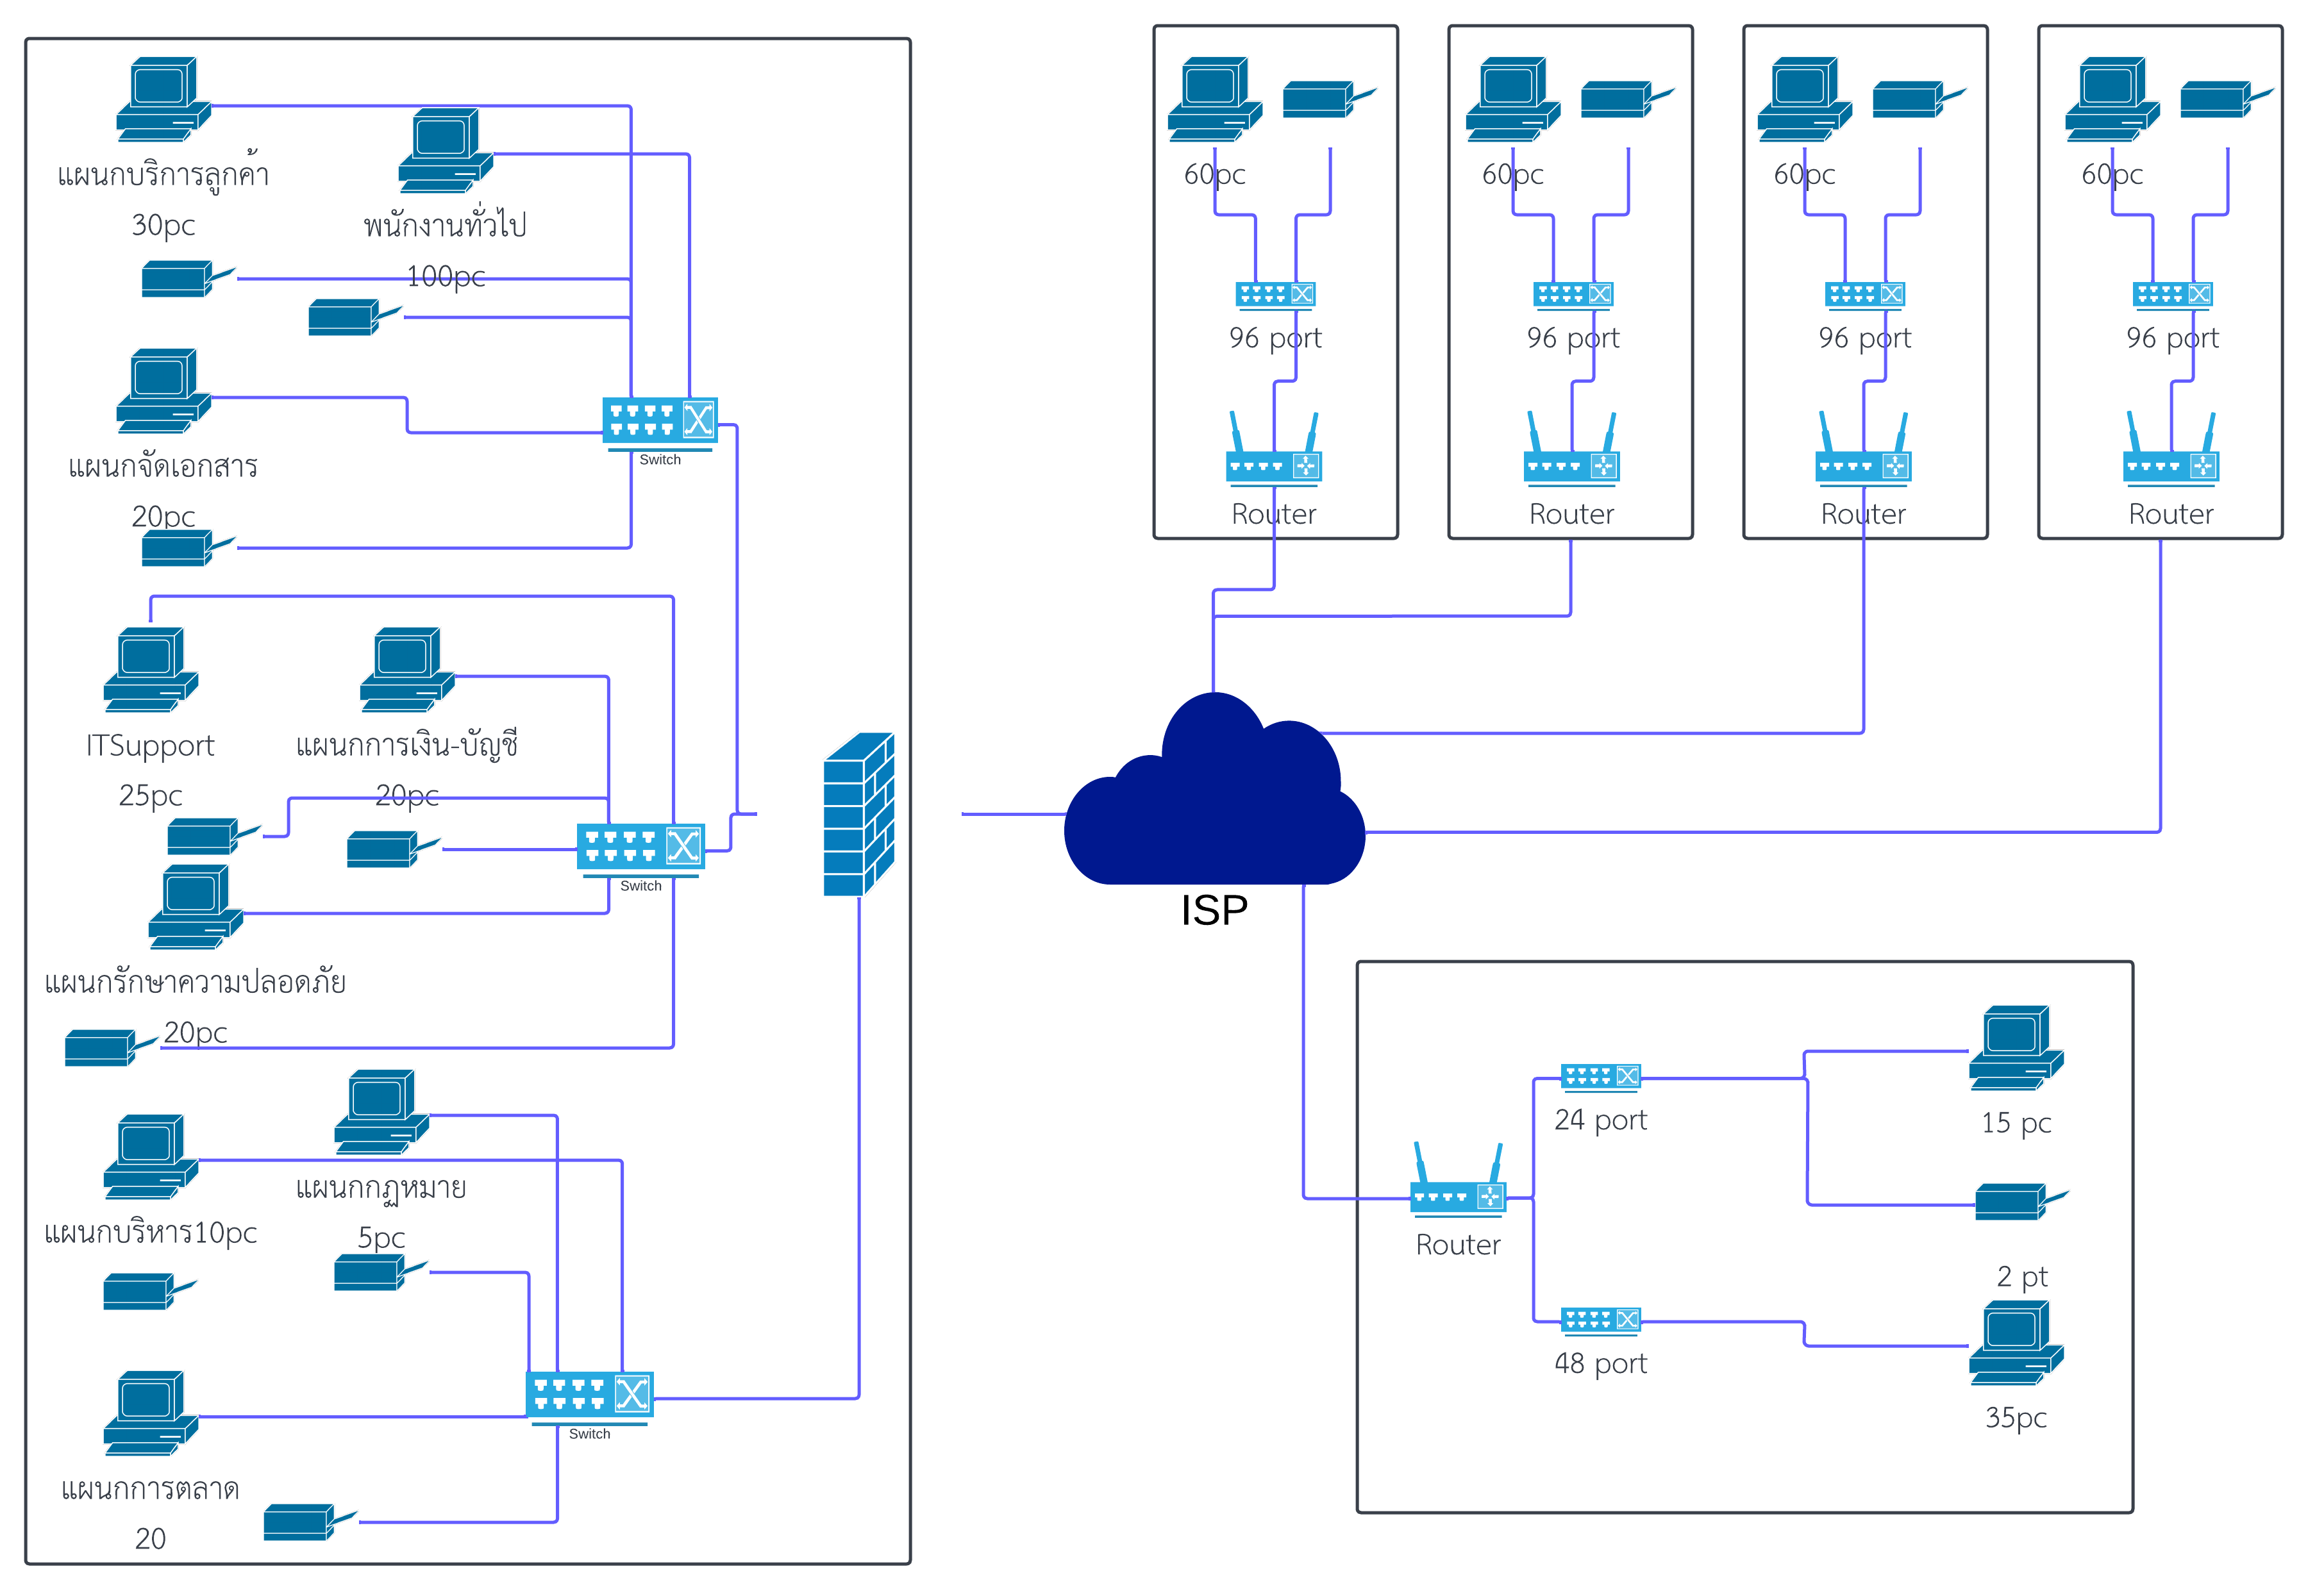 แผนกบริการลูกค้า
30pc
พนักงานทั่วไป
100pc
แผนกจัดเอกสาร
20pc
Switch
ITSupport
25pc
แผนกการเงิน-บัญชี
20pc
Switch
แผนกรักษาความปลอดภัย
20pc
แผนกบริหาร10pc
แผนกกฏหมาย
5pc
แผนกการตลาด
20
Switch
60pc
96 port
Router
60pc
96 port
Router
60pc
96 port
Router
60pc
96 port
Router
ISP
Router
24 port
48 port
15 pc
2 pt
35pc